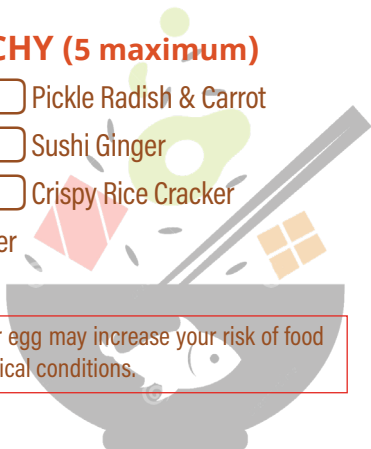 CHY (5 maximum)
Pickle Radish & Carrot
Sushi Ginger
Crispy Rice Cracker
er
r egg may increase your risk of food
ical conditions.